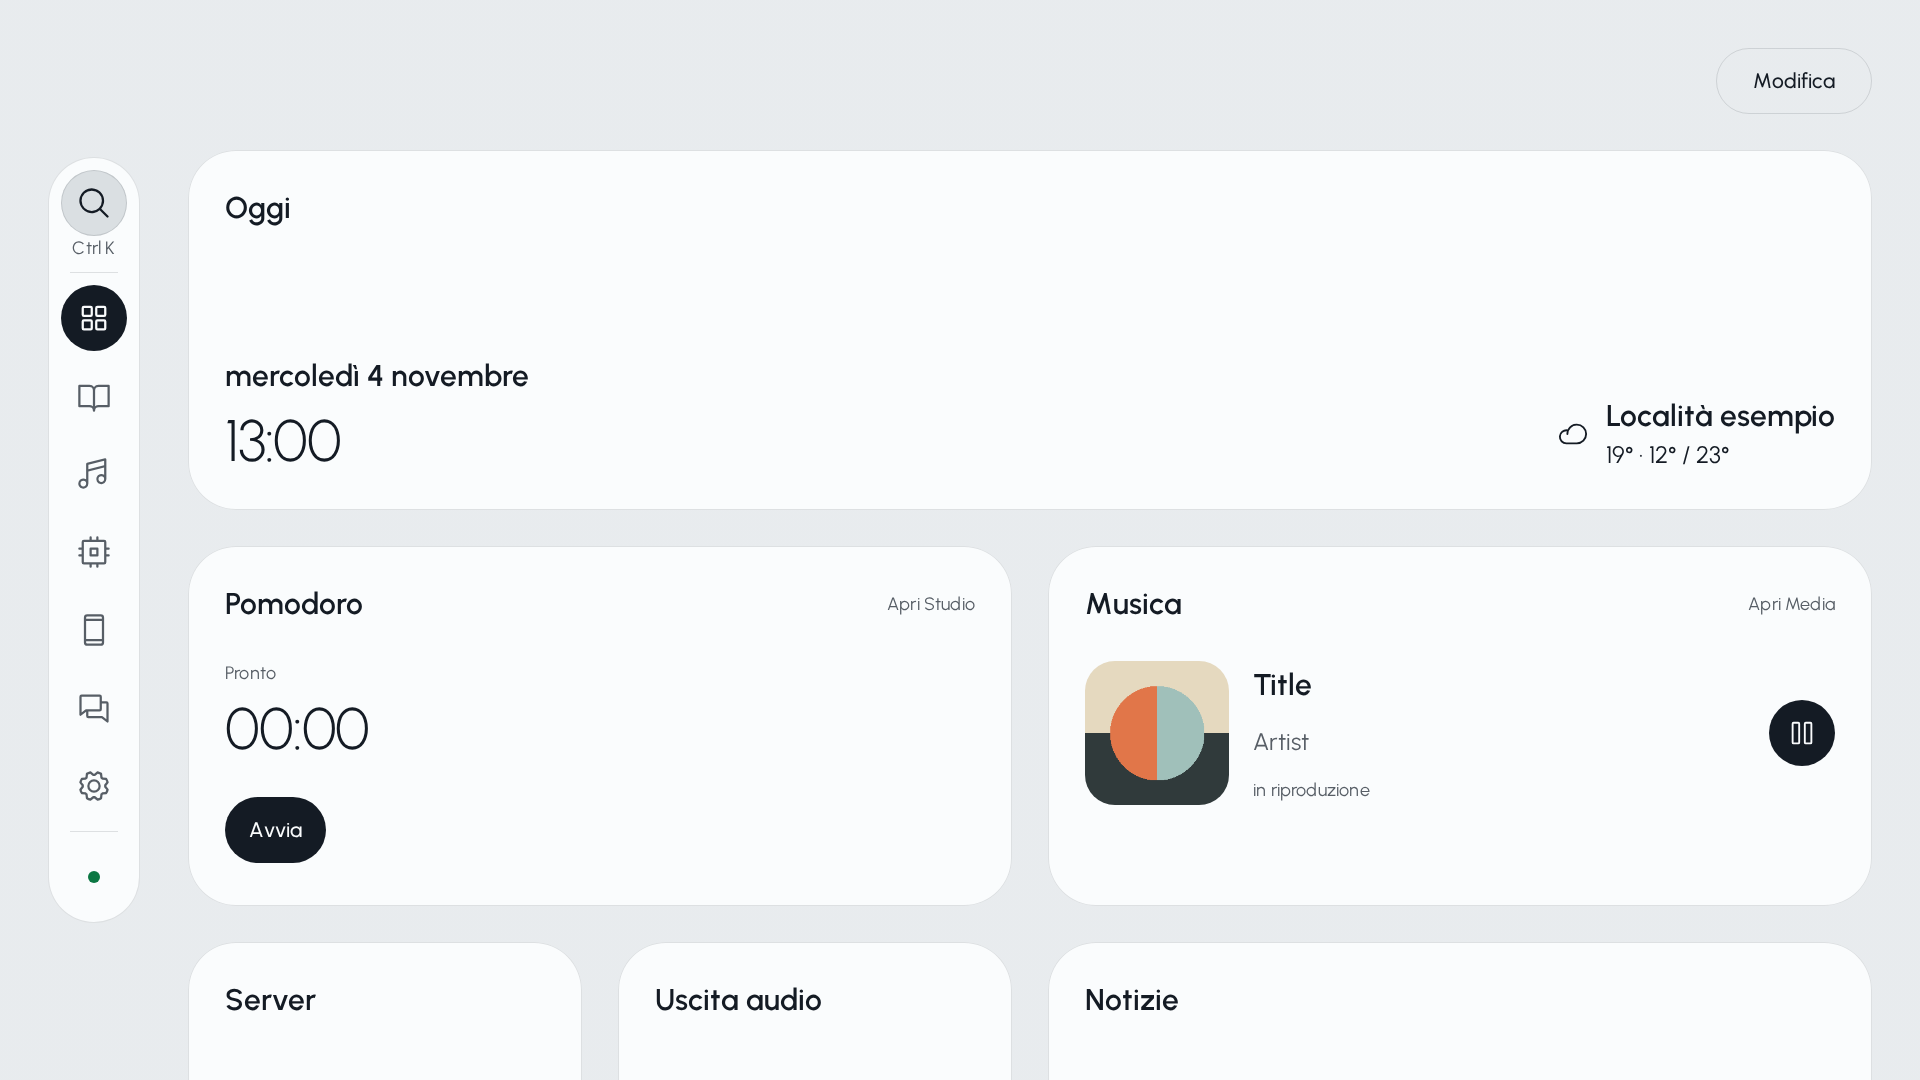 Modifica
Ctrl K
Oggi
mercoledì 4 novembre
13:00
Località esempio
19° · 12° / 23°
Pomodoro
Apri Studio
Pronto
00:00
Avvia
Musica
Apri Media
Title
Artist
in riproduzione
Server
Uscita audio
Notizie